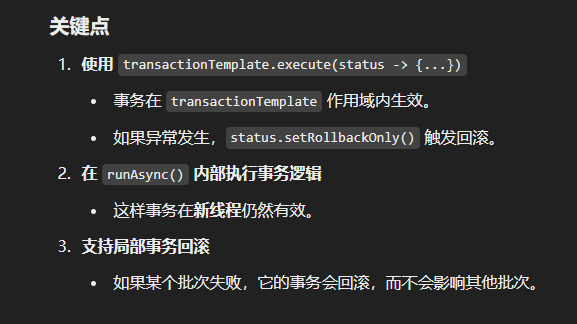 关键点
1. 使用 transactionTemplate.execute(status -> {...})
• 事务在 transactionTemplate 作用域内生效。
• 如果异常发生，status.setRollbackOnly() 触发回滚。
2. 在 runAsync() 内部执行事务逻辑
• 这样事务在新线程仍然有效。
3. 支持局部事务回滚
• 如果某个批次失败，它的事务会回滚，而不会影响其他批次。